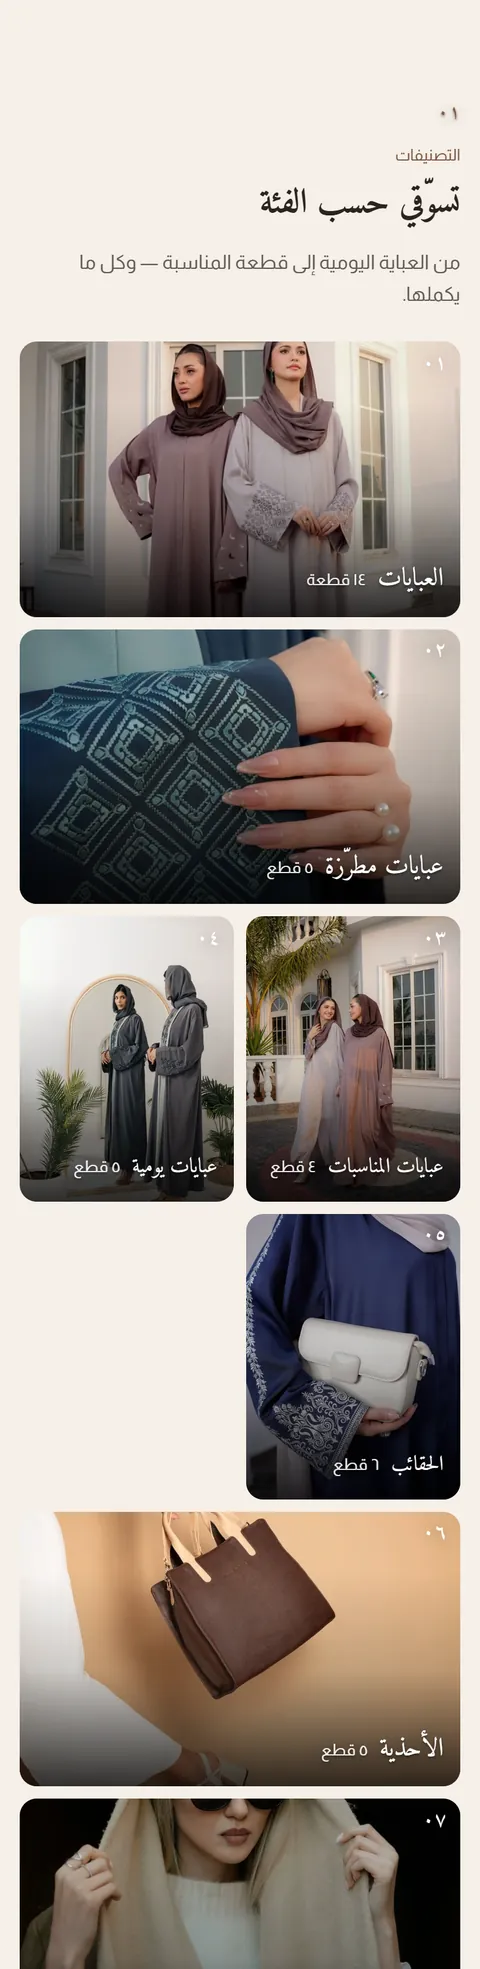 ٠١
التصنيفات
تسوّقي حسب الفئة
من العباية اليومية إلى قطعة المناسبة — وكل ما
يكملها.
٠١
العبايات ١٤ قطعة
٠٢
عبايات مطرّزة ٥ قطع
٠٣
عبايات المناسبات ٤ قطع
٠٤
عبايات يومية ٥ قطع
٠٥
الحقائب ٦ قطع
٠٦
الأحذية ٥ قطع
٠٧